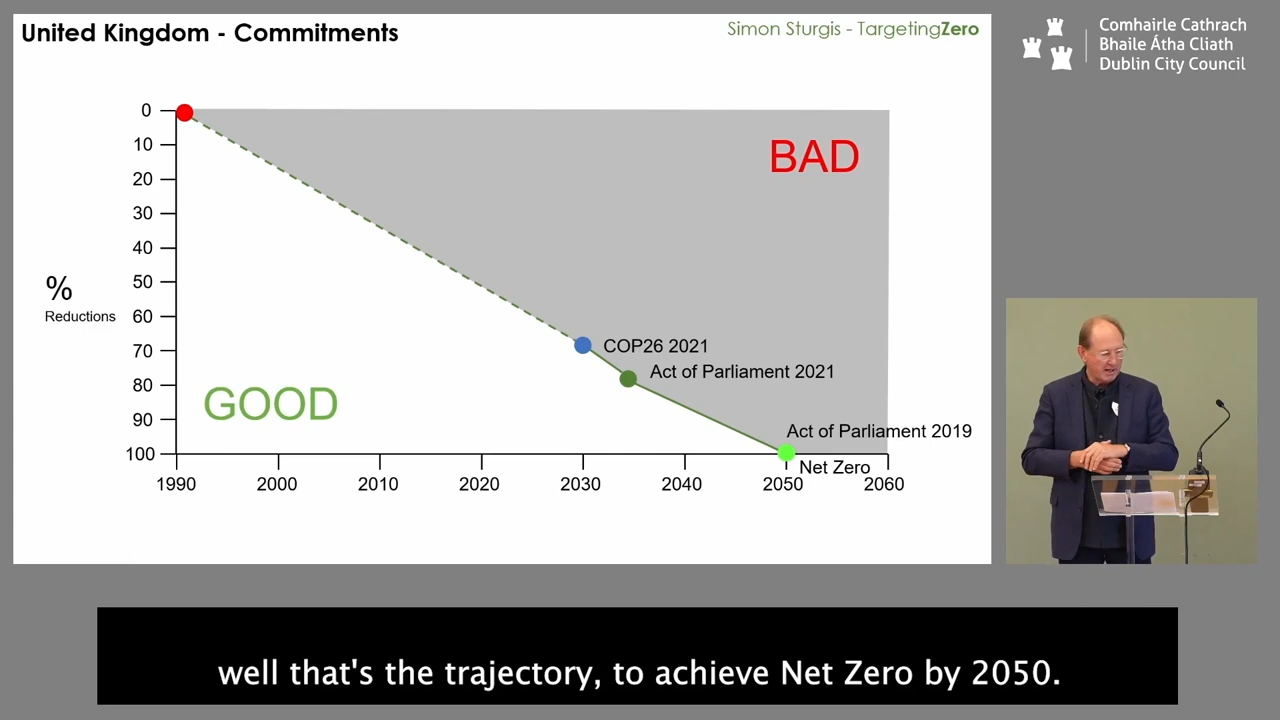 United Kingdom - Commitments
Simon Sturgis - TargetingZero
Comhairle Cathrach
Bhaile Átha Cliath
Dublin City Council
0
10
20
30
40
50
60
70
80
90
100
%
Reductions
BAD
GOOD
COP26 2021
Act of Parliament 2021
Act of Parliament 2019
Net Zero
1990
2000
2010
2020
2030
2040
2050
2060
well that's the trajectory, to achieve Net Zero by 2050.